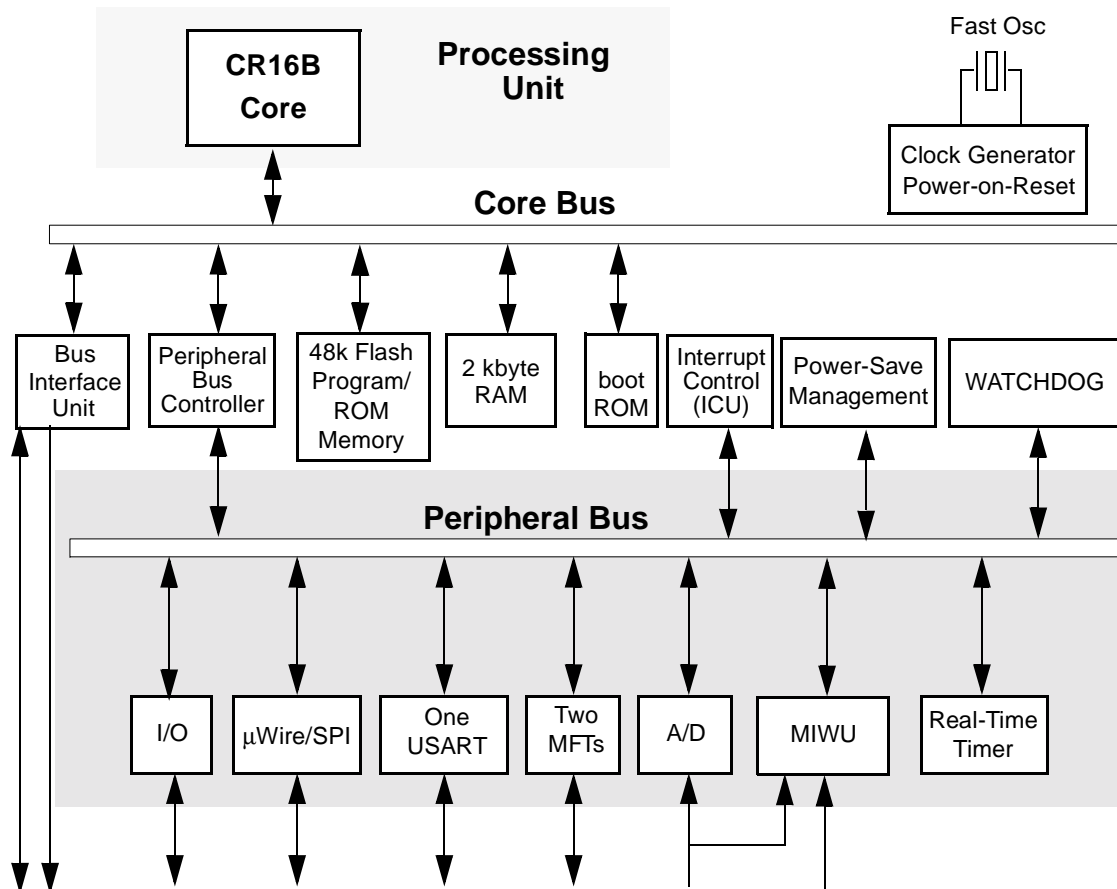 Fast Osc
CR16B
Core
Processing
Unit
Clock Generator
Power-on-Reset
Core Bus
Bus
Interface
Unit
Peripheral
Bus
Controller
48k Flash
Program/
ROM
Memory
2 kbyte
RAM
boot
ROM
Interrupt
Control
(ICU)
Power-Save
Management
WATCHDOG
Peripheral Bus
I/O
µWire/SPI
One
USART
Two
MFTs
A/D
MIWU
Real-Time
Timer